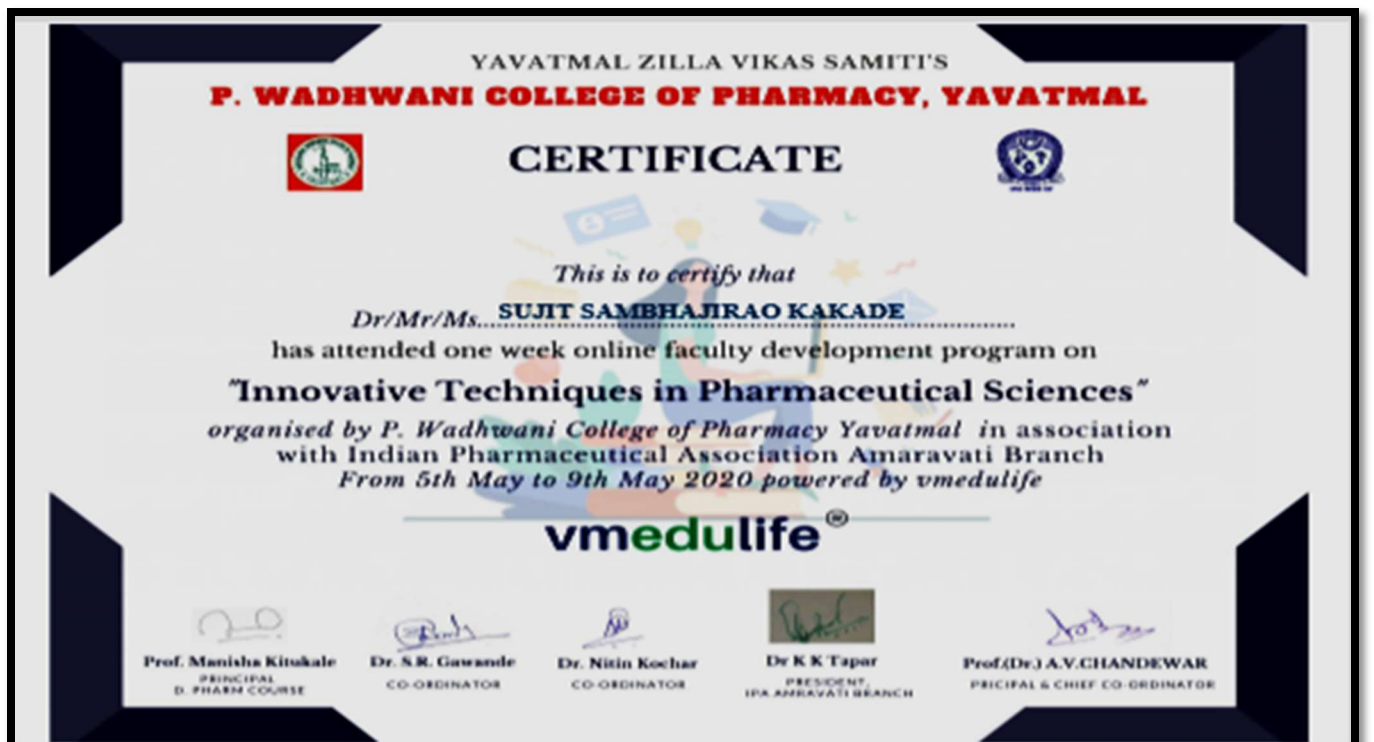 YAVATMAL ZILLA VIKAS SAMITI'S
P. WADHWANI COLLEGE OF PHARMACY, YAVATMAL
CERTIFICATE
This is to certify that
Dr/Mr/Ms...SUJIT SAMBHAJIRAO KAKADE...............
has attended one week online faculty development program on
"Innovative Techniques in Pharmaceutical Sciences"
organised by P. Wadhwani College of Pharmacy Yavatmal in association
with Indian Pharmaceutical Association Amaravati Branch
From 5th May to 9th May 2020 powered by vmedulife
vmedulife®
Prof. Manisha Kitukale
PRINCIPAL
D. PHARM COURSE
Dr. S.R. Gawande
CO-ORDINATOR
Dr. Nitin Kochar
CO-ORDINATOR
Dr K K Tapar
PRESIDENT,
IPA AMRAVATI BRANCH
Prof.(Dr.) A.V.CHANDEWAR
PRICIPAL & CHIEF CO-ORDINATOR